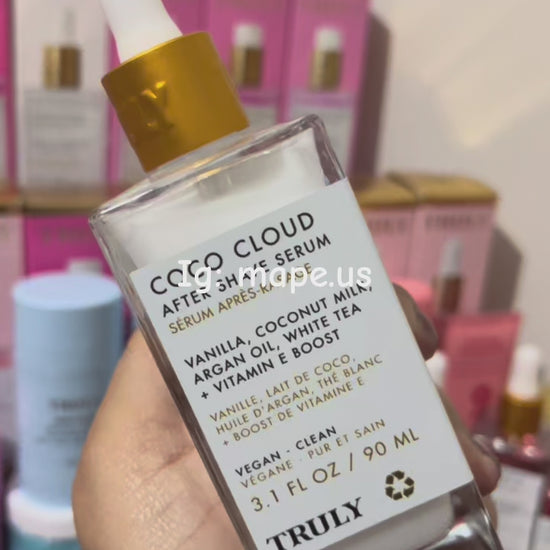 COCO CLOUD
AFTER SHAVE SERUM
SÉRUM APRÈS-RASAGE
Ig: mape.us
VANILLA, COCONUT MILK,
ARGAN OIL, WHITE TEA
+ VITAMIN E BOOST
VANILLE, LAIT DE COCO,
HUILE D'ARGAN, THÉ BLANC
+ BOOST DE VITAMINE E
VEGAN - CLEAN
VÉGANE · PUR ET SAIN
3.1 FL OZ / 90 ML
TRULY